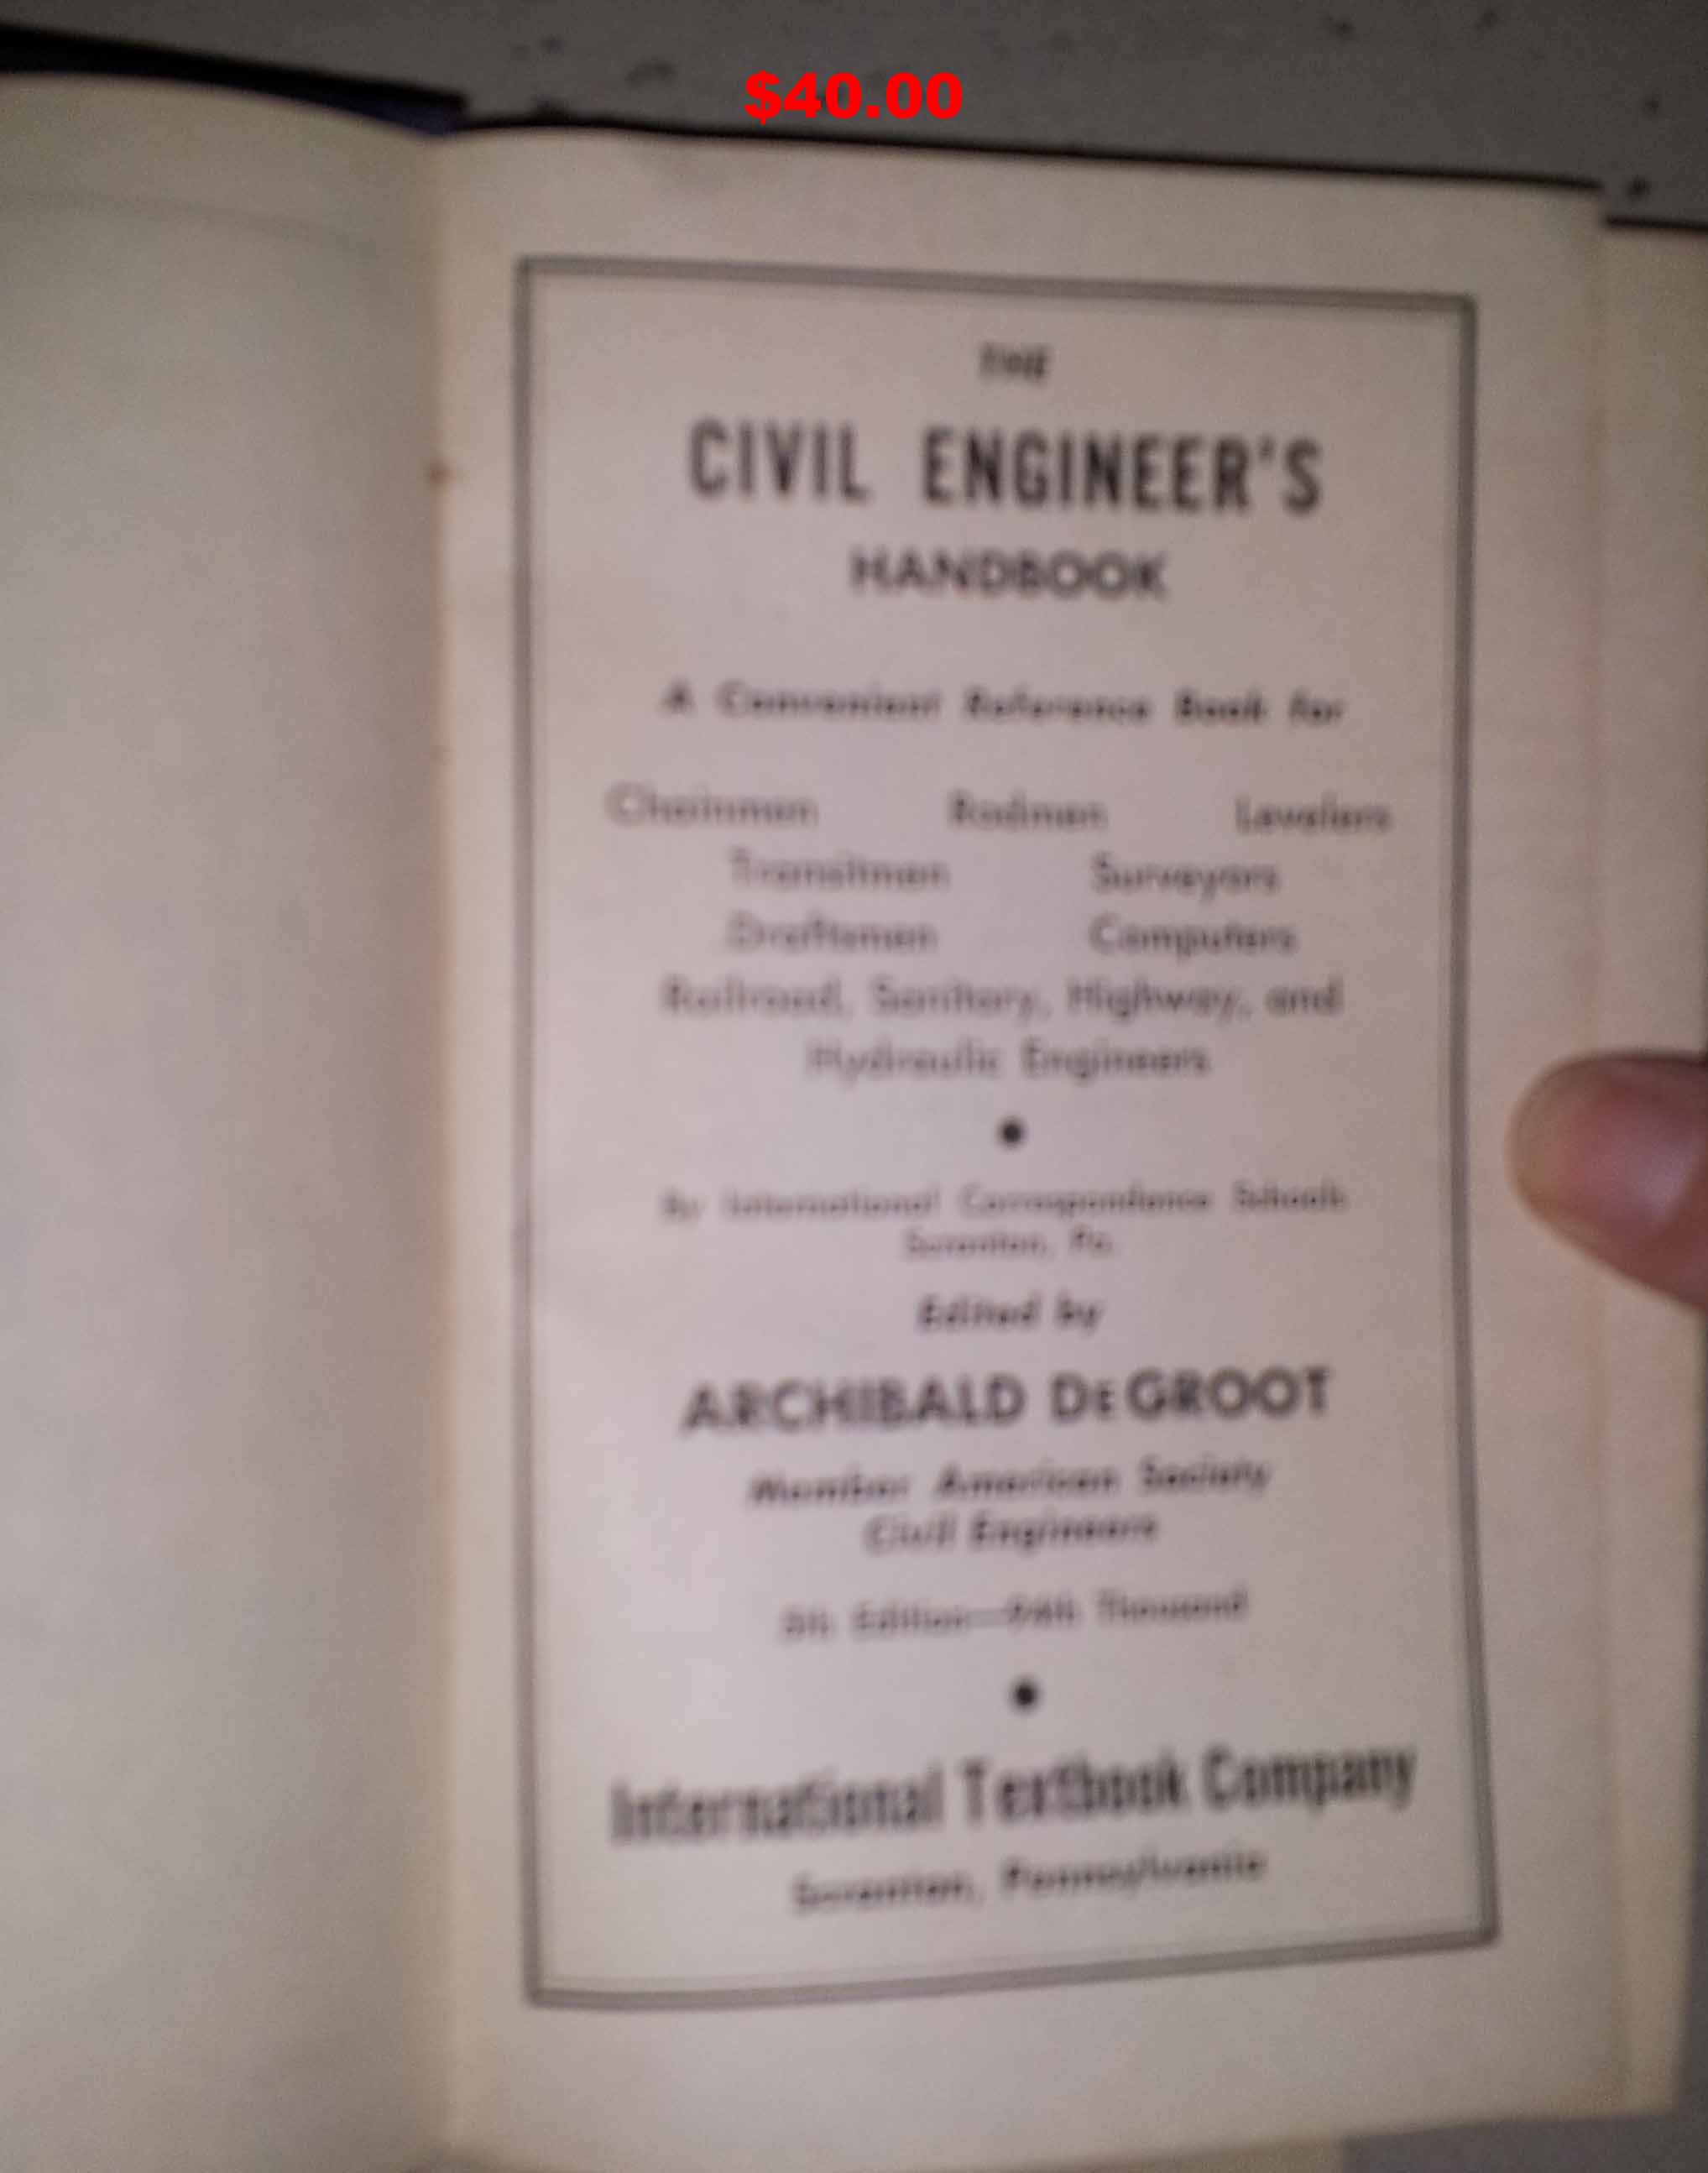 $40.00
THE
CIVIL ENGINEER'S
HANDBOOK
A Convenient Reference Book for
Chainmen Rodmen Levelers
Transitmen Surveyors
Draftsmen Computers
Railroad, Sanitary, Highway, and
Hydraulic Engineers
By International Correspondence Schools
Scranton, Pa.
Edited by
ARCHIBALD DEGROOT
Member American Society
Civil Engineers
Edition— Thousand
International Textbook Company
Scranton, Pennsylvania